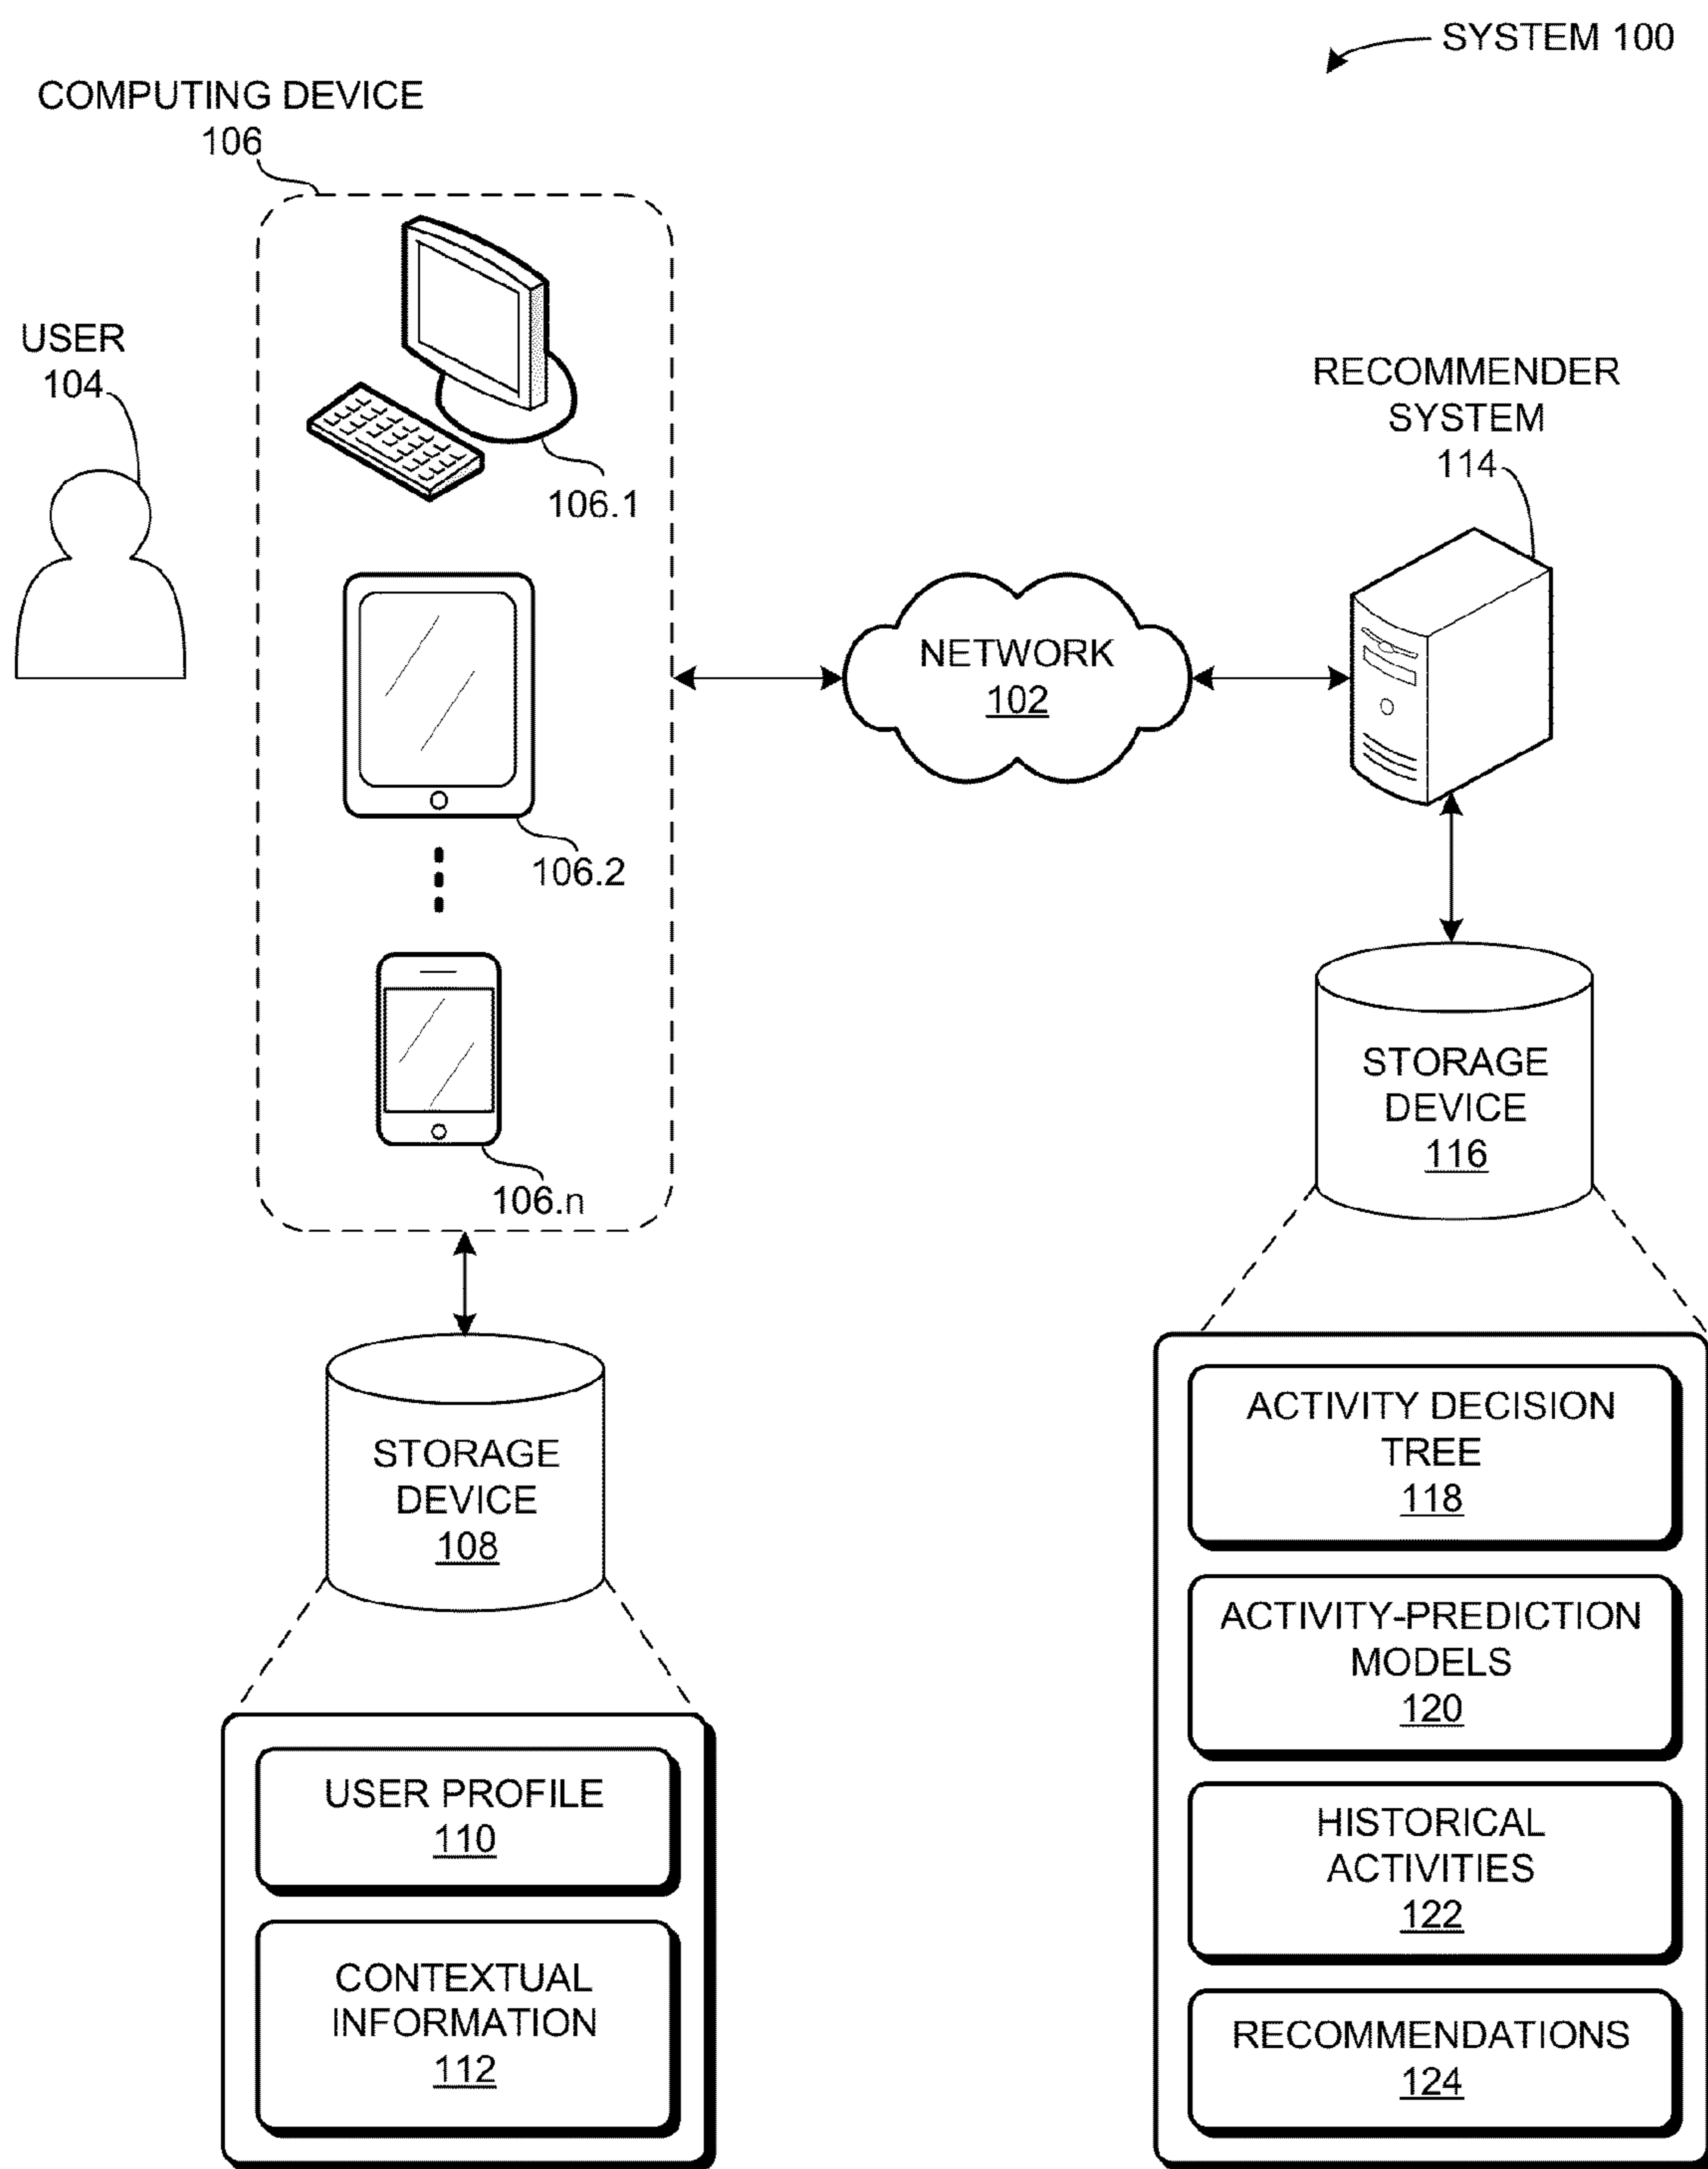 SYSTEM 100
COMPUTING DEVICE
106
USER
104
106.1
106.2
106.n
NETWORK
102
RECOMMENDER
SYSTEM
114
STORAGE
DEVICE
116
STORAGE
DEVICE
108
USER PROFILE
110
CONTEXTUAL
INFORMATION
112
ACTIVITY DECISION
TREE
118
ACTIVITY-PREDICTION
MODELS
120
HISTORICAL
ACTIVITIES
122
RECOMMENDATIONS
124